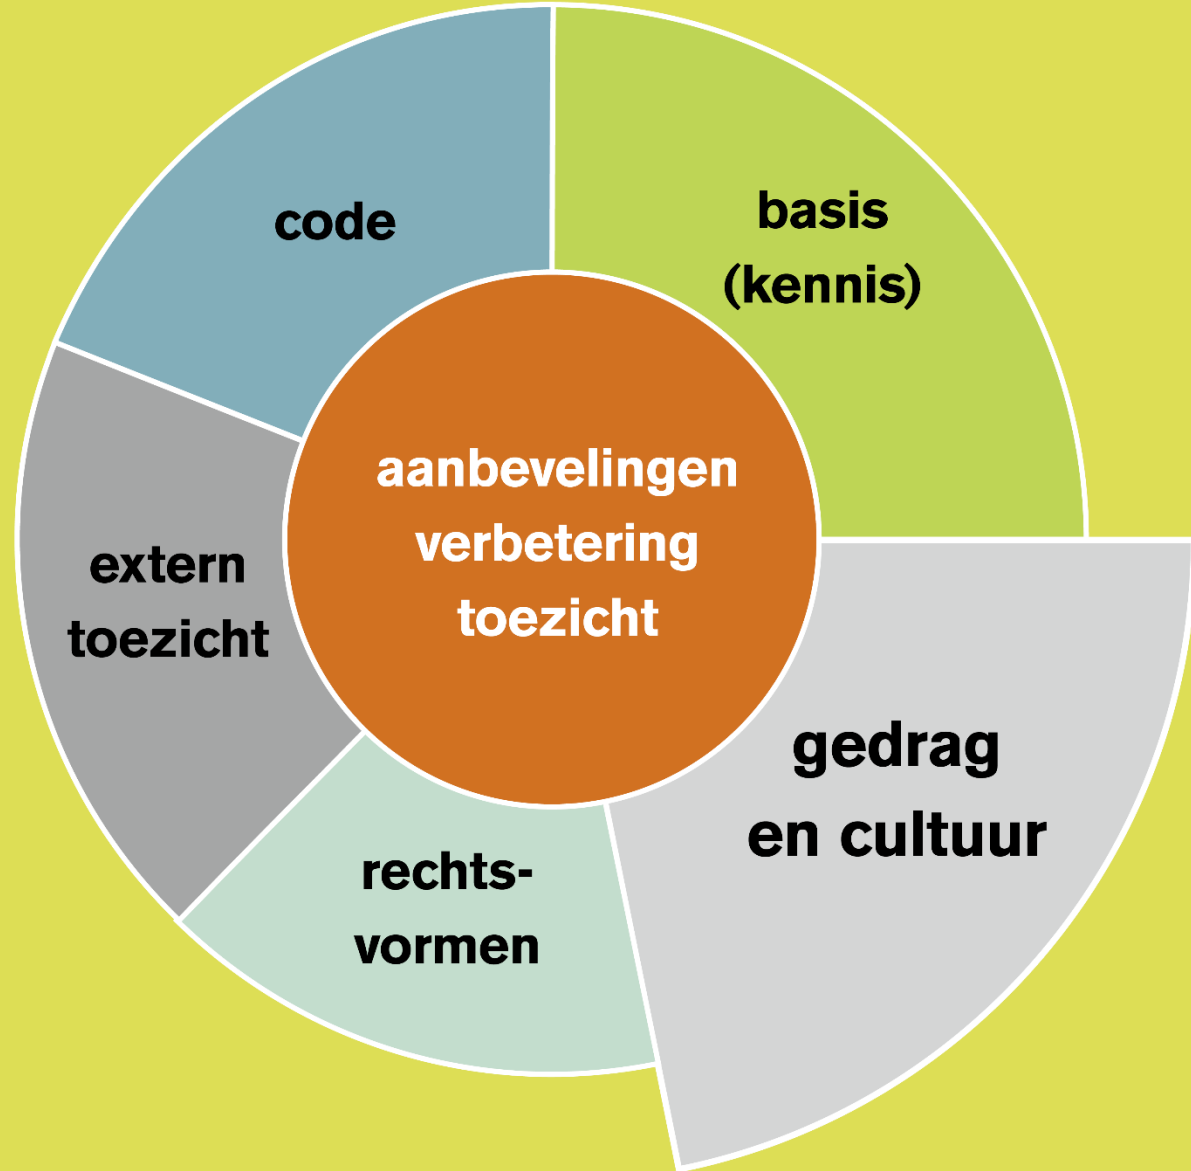 code
basis
(kennis)
aanbevelingen
verbetering
toezicht
extern
toezicht
gedrag
en cultuur
rechts-
vormen